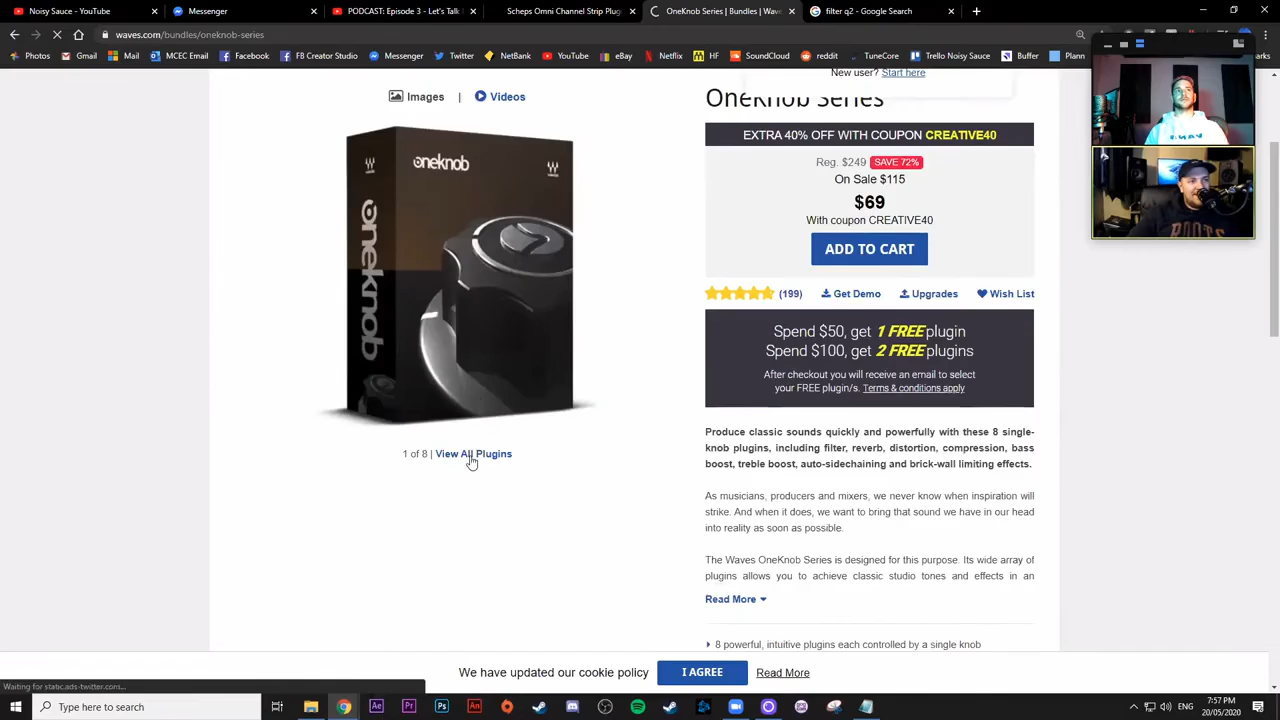 Noisy Sauce - YouTube
Messenger
PODCAST: Episode 3 - Let's Talk
Scheps Omni Channel Strip Plug
OneKnob Series | Bundles | Wav
filter q2 - Google Search
waves.com/bundles/oneknob-series
Photos
Gmail
MCEC Email
Facebook
FB Creator Studio
Messenger
Twitter
NetBank
YouTube
eBay
Netflix
HF
SoundCloud
reddit
TuneCore
Trello Noisy Sauce
Buffer
Plann
arks
New user? Start here
Images | Videos
OneKnob Series
EXTRA 40% OFF WITH COUPON CREATIVE40
Reg. $249 SAVE 72%
On Sale $115
$69
With coupon CREATIVE40
ADD TO CART
oneknob
oneknob
(199) Get Demo Upgrades Wish List
Spend $50, get 1 FREE plugin
Spend $100, get 2 FREE plugins
After checkout you will receive an email to select
your FREE plugin/s. Terms & conditions apply
1 of 8 | View All Plugins
Produce classic sounds quickly and powerfully with these 8 single-
knob plugins, including filter, reverb, distortion, compression, bass
boost, treble boost, auto-sidechaining and brick-wall limiting effects.
As musicians, producers and mixers, we never know when inspiration will
strike. And when it does, we want to bring that sound we have in our head
into reality as soon as possible.
The Waves OneKnob Series is designed for this purpose. Its wide array of
plugins allows you to achieve classic studio tones and effects in an
Read More
8 powerful, intuitive plugins each controlled by a single knob
We have updated our cookie policy I AGREE Read More
Waiting for static.ads-twitter.com...
Type here to search
Ae
Pr
Ps
An
ENG
7:57 PM
20/05/2020